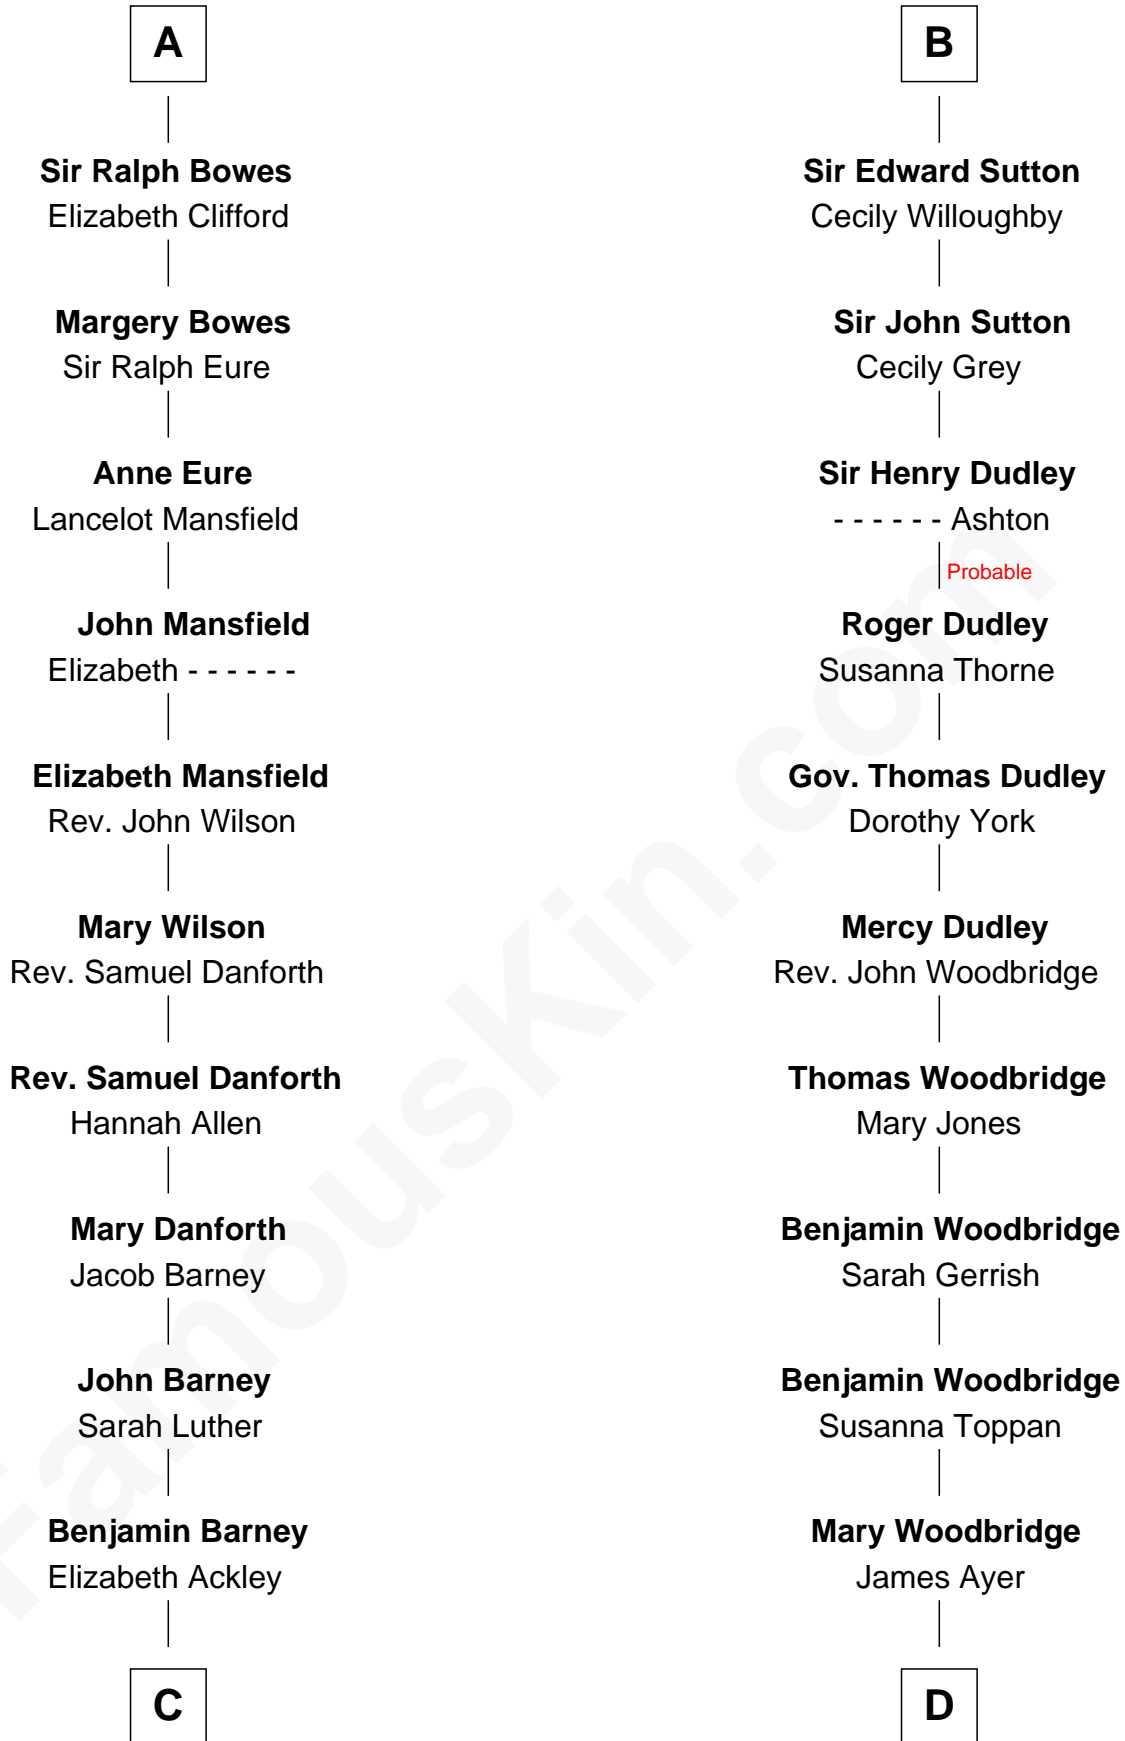 A
Sir Ralph Bowes
Elizabeth Clifford
Margery Bowes
Sir Ralph Eure
Anne Eure
Lancelot Mansfield
John Mansfield
Elizabeth - - - - - -
Elizabeth Mansfield
Rev. John Wilson
Mary Wilson
Rev. Samuel Danforth
Rev. Samuel Danforth
Hannah Allen
Mary Danforth
Jacob Barney
John Barney
Sarah Luther
Benjamin Barney
Elizabeth Ackley
C
B
Sir Edward Sutton
Cecily Willoughby
Sir John Sutton
Cecily Grey
Sir Henry Dudley
- - - - - - Ashton
Probable
Roger Dudley
Susanna Thorne
Gov. Thomas Dudley
Dorothy York
Mercy Dudley
Rev. John Woodbridge
Thomas Woodbridge
Mary Jones
Benjamin Woodbridge
Sarah Gerrish
Benjamin Woodbridge
Susanna Toppan
Mary Woodbridge
James Ayer
D
FamousKin.com